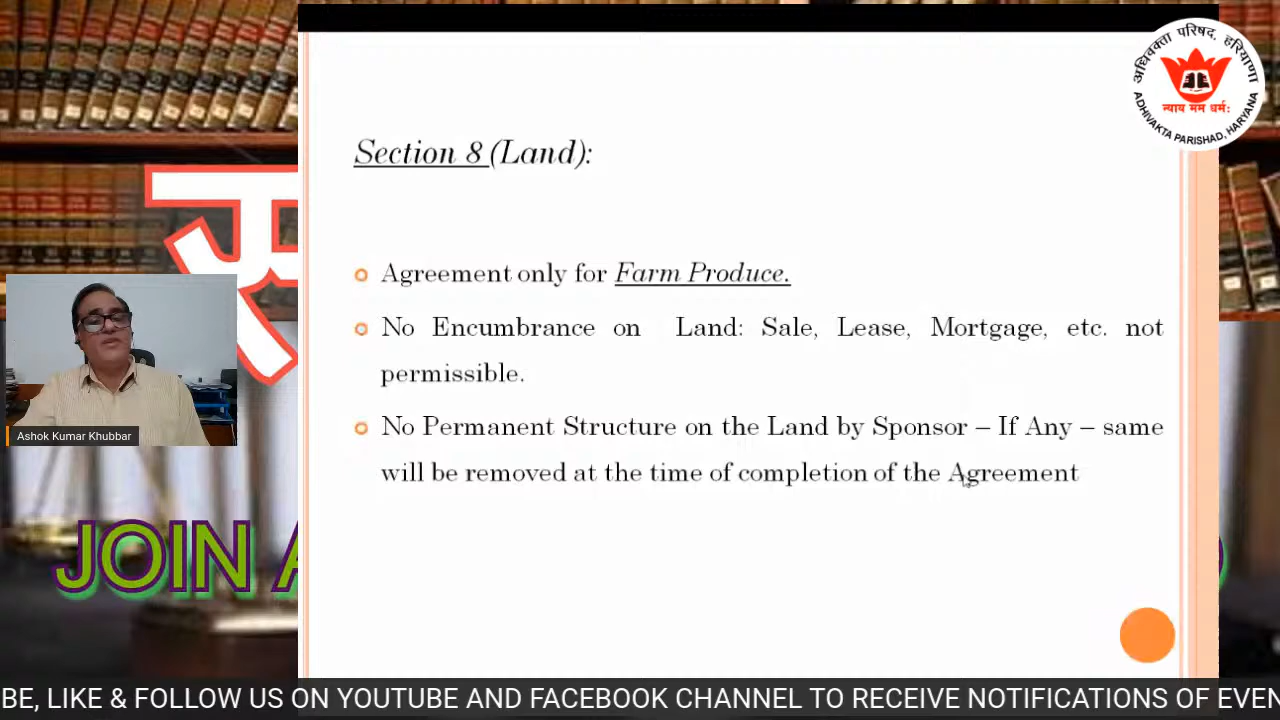 अधिवक्ता परिषद, हरियाणा
न्याय मम धर्म:
ADHIVAKTA PARISHAD, HARYANA
Section 8 (Land):
Agreement only for Farm Produce.
No Encumbrance on Land: Sale, Lease, Mortgage, etc. not
permissible.
No Permanent Structure on the Land by Sponsor – If Any – same
will be removed at the time of completion of the Agreement
Ashok Kumar Khubbar
JOIN
BE, LIKE & FOLLOW US ON YOUTUBE AND FACEBOOK CHANNEL TO RECEIVE NOTIFICATIONS OF EVEN